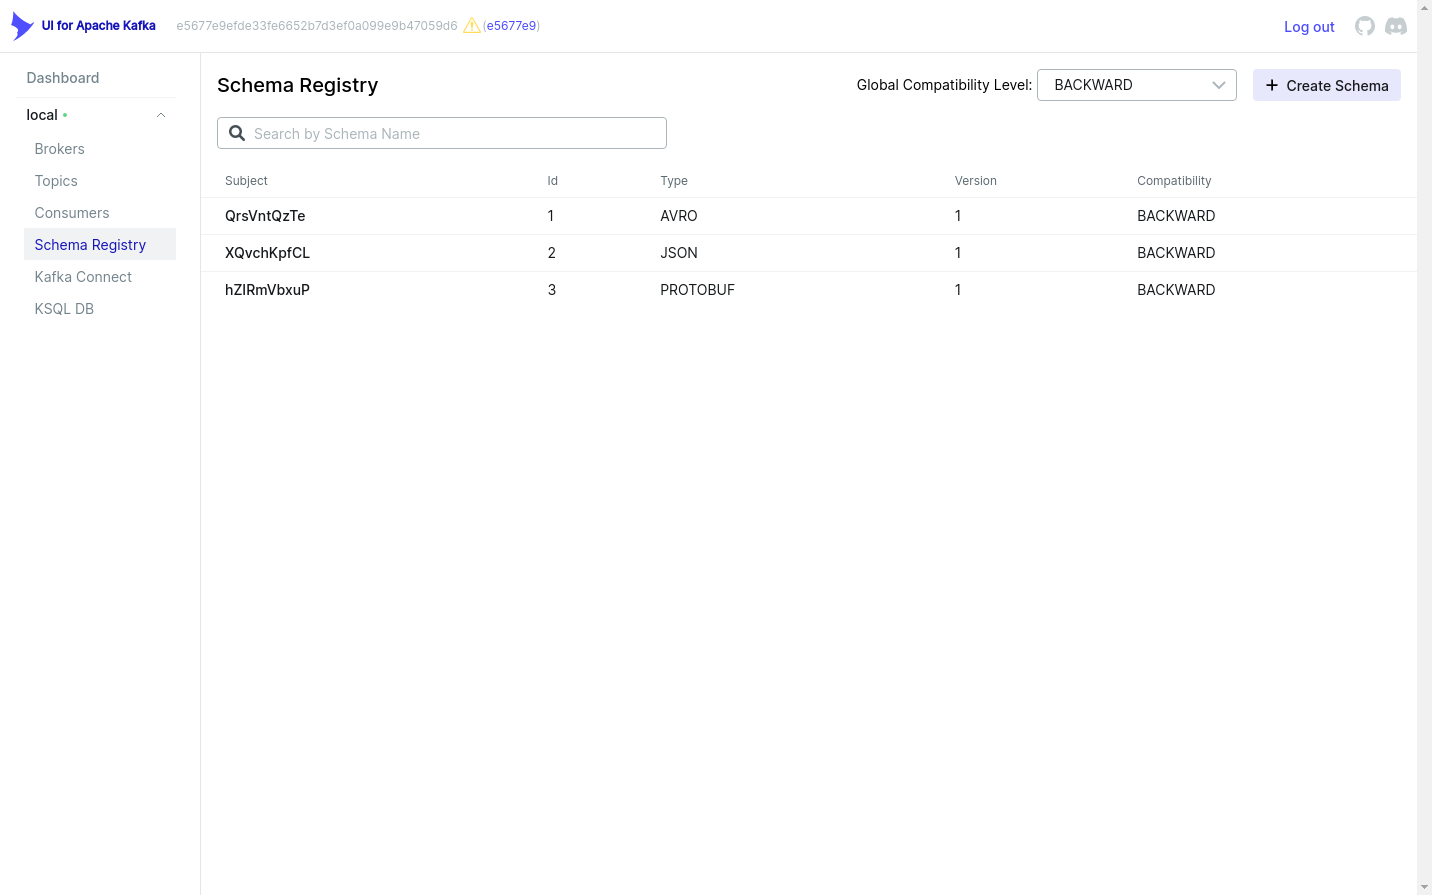 UI for Apache Kafka e5677e9efde33fe6652b7d3ef0a099e9b47059d6 (e5677e9) Log out
Dashboard
local
Brokers
Topics
Consumers
Schema Registry
Kafka Connect
KSQL DB
Schema Registry Global Compatibility Level: BACKWARD Create Schema
Search by Schema Name
Subject Id Type Version Compatibility
QrsVntQzTe 1 AVRO 1 BACKWARD
XQvchKpfCL 2 JSON 1 BACKWARD
hZIRmVbxuP 3 PROTOBUF 1 BACKWARD